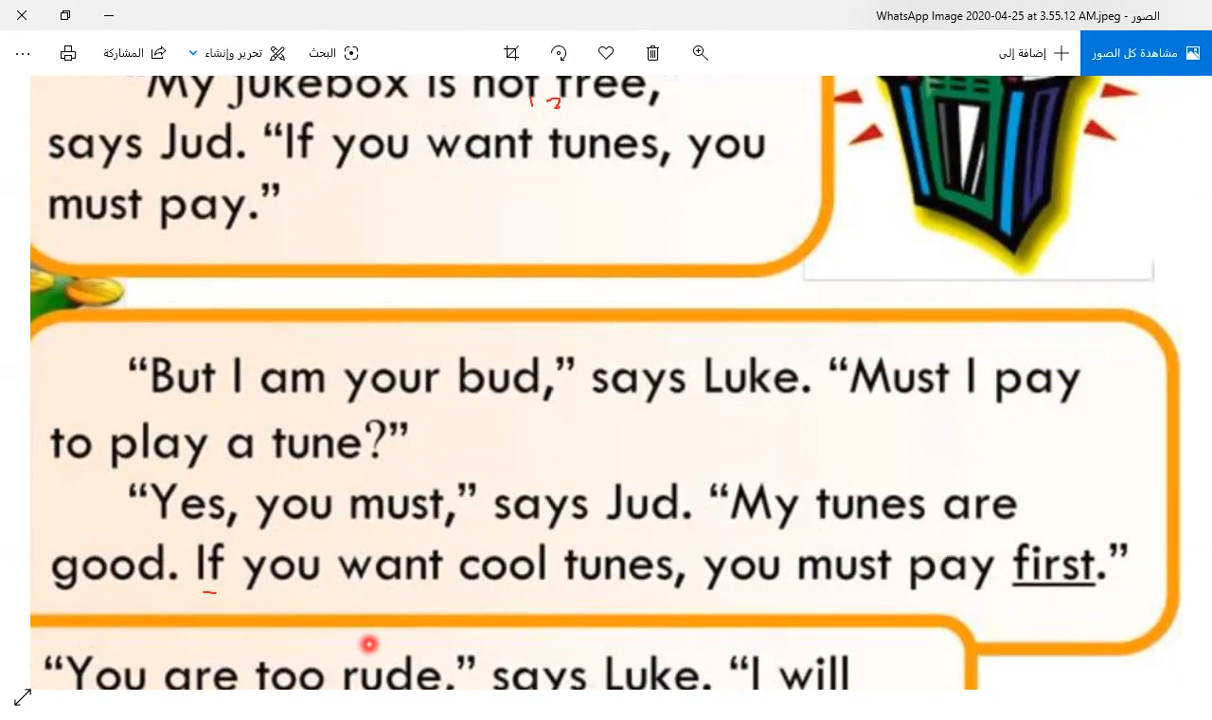 WhatsApp Image 2020-04-25 at 3.55.12 AM.jpeg - الصور
مشاهدة كل الصور
إضافة إلى
البحث
تحرير وإنشاء
المشاركة
“My jukebox is not free,
says Jud. “If you want tunes, you
must pay.”
“But I am your bud,” says Luke. “Must I pay
to play a tune?”
“Yes, you must,” says Jud. “My tunes are
good. If you want cool tunes, you must pay first.”
“You are too rude,” says Luke. “I will